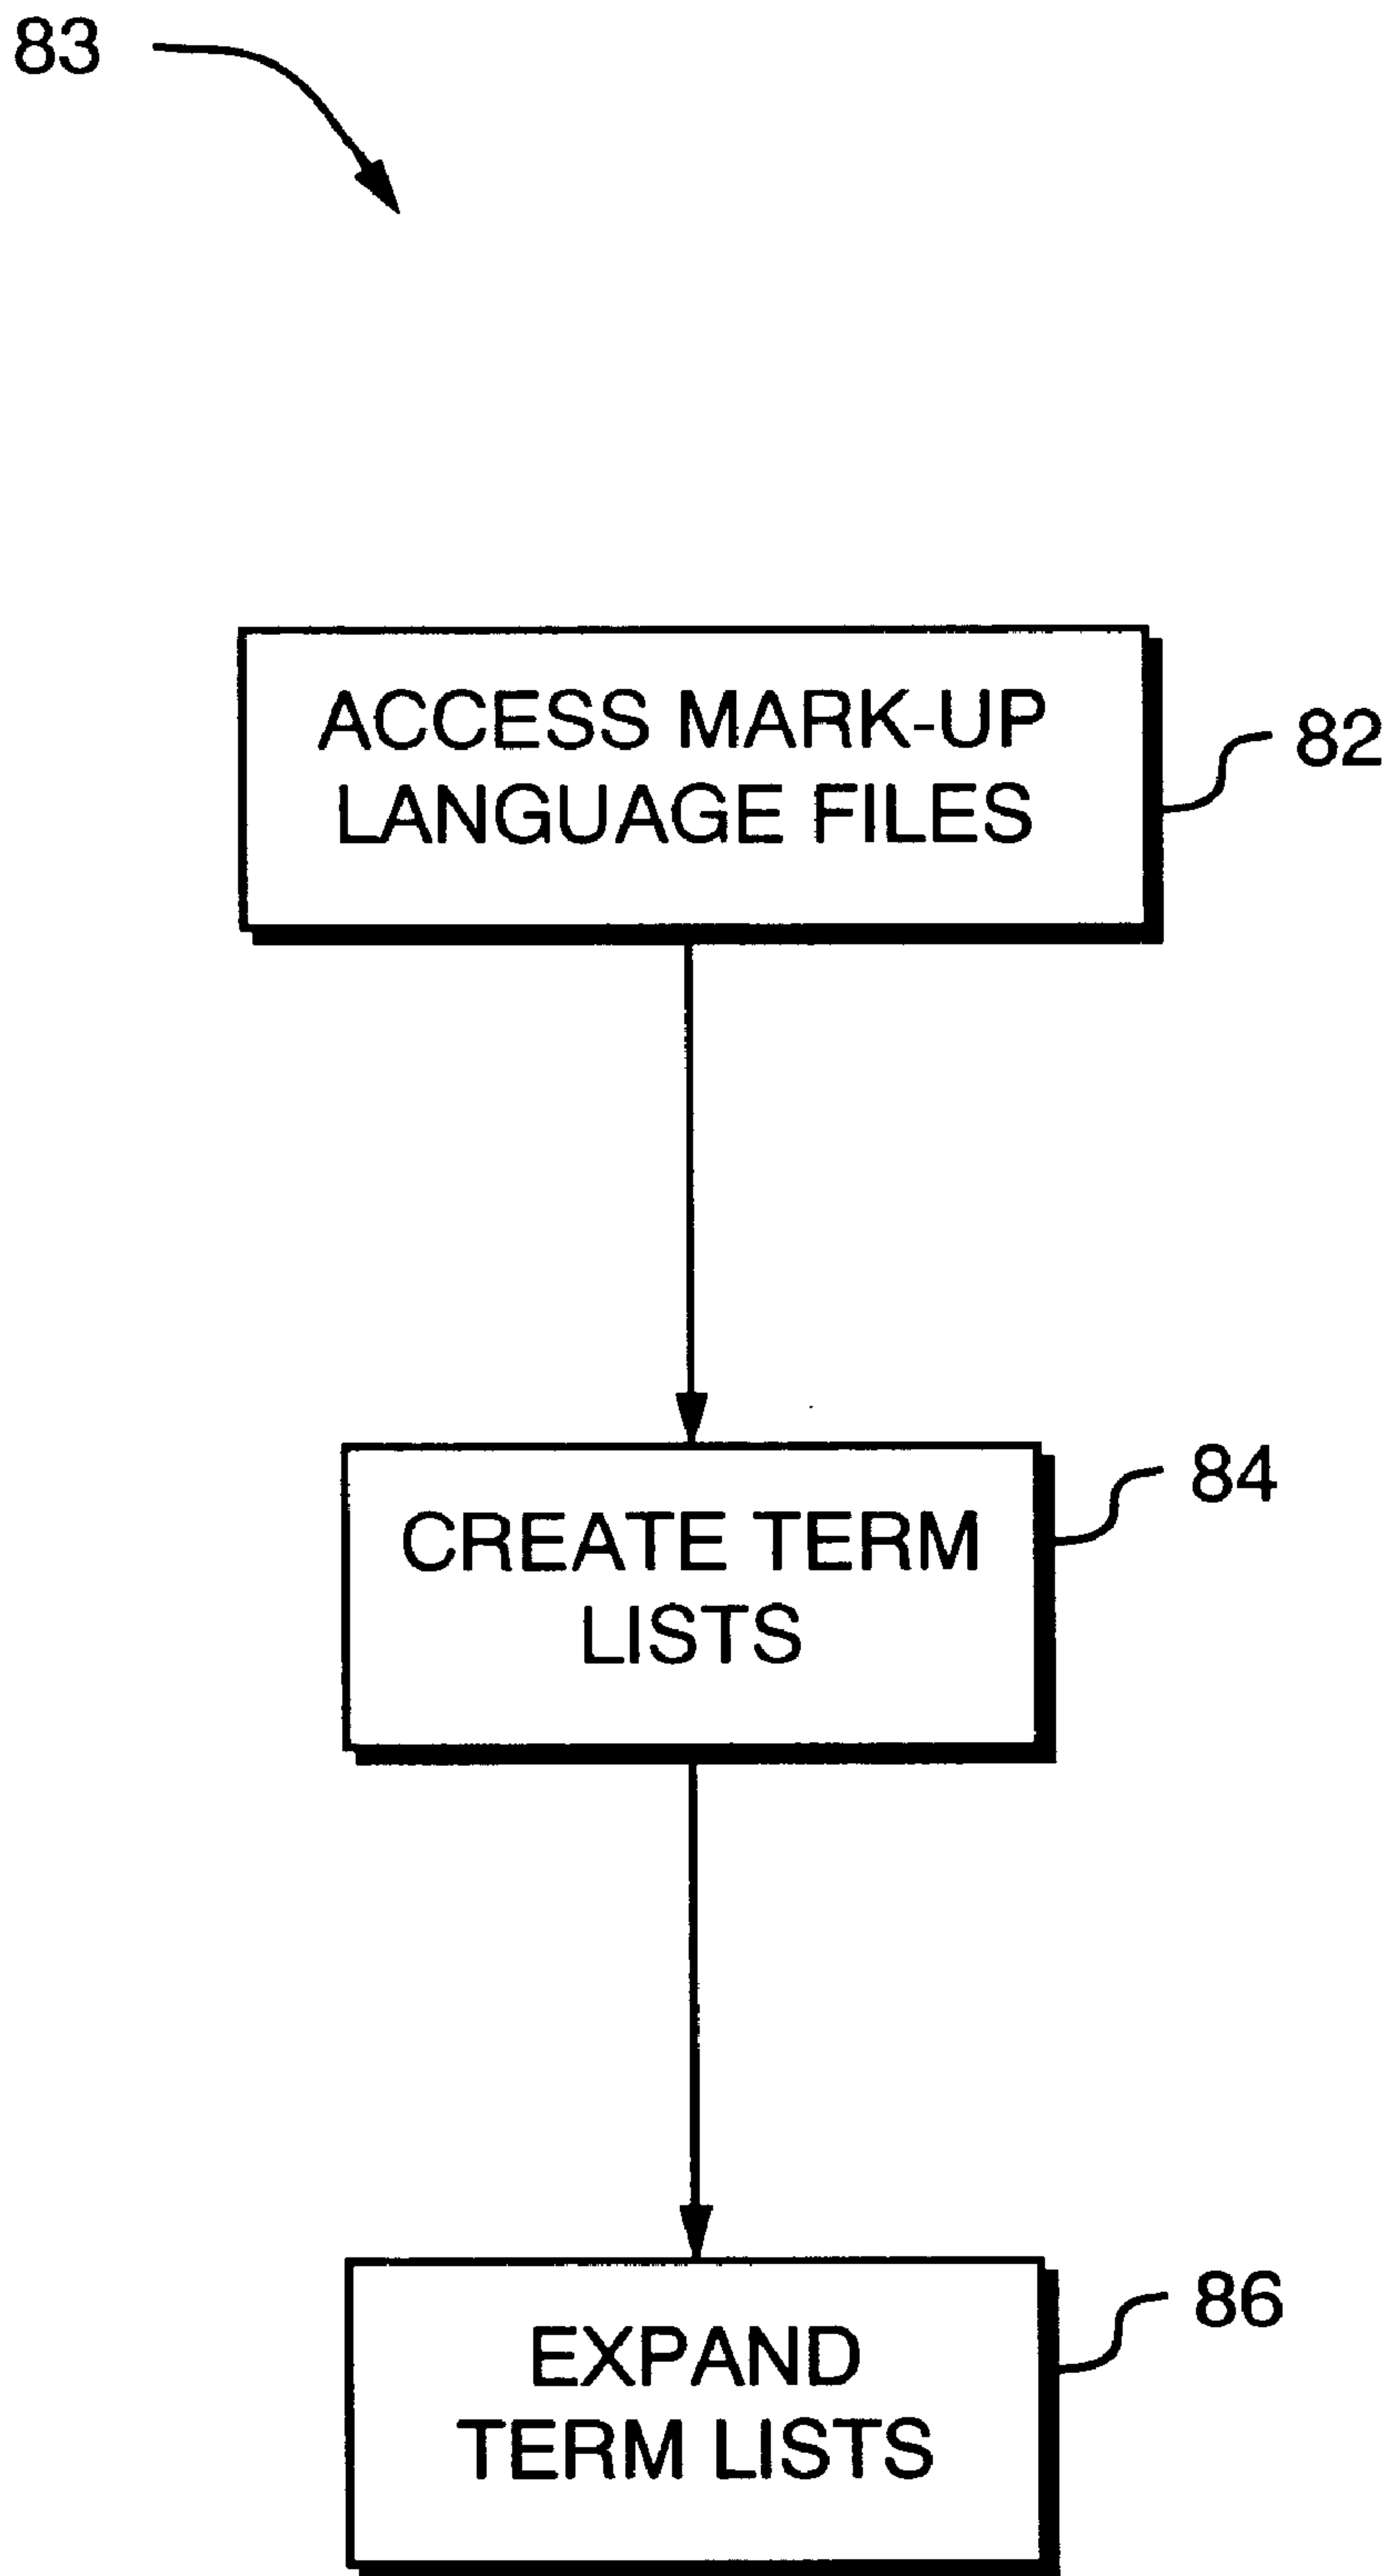 83
ACCESS MARK-UP
LANGUAGE FILES
82
CREATE TERM
LISTS
84
EXPAND
TERM LISTS
86